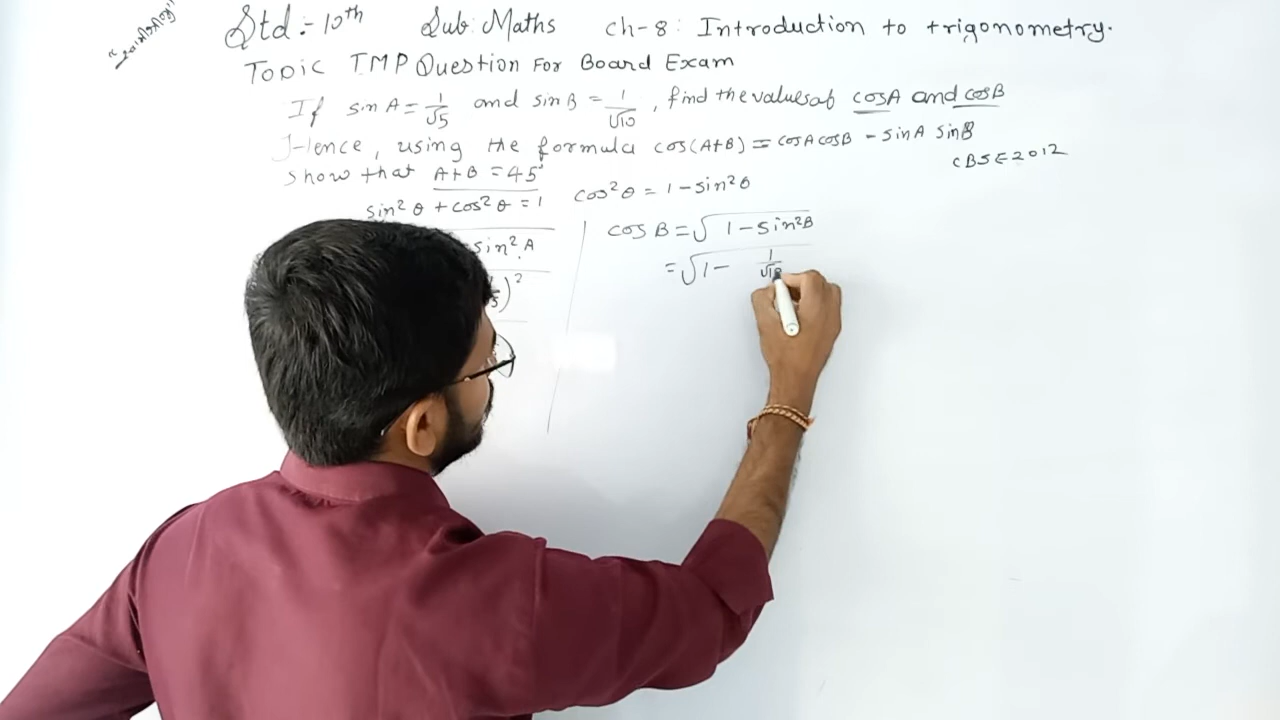 Std :- 10th Sub: Maths ch-8: Introduction to trigonometry.
Topic IMP Question For Board Exam
If sin A = 1/√5 and sin B = 1/√10, find the values of cosA and cosB
Hence, using the formula cos(A+B) = cosA cosB - sinA sinB
CBSE 2012
show that A+B = 45°
sin²θ + cos²θ = 1 cos²θ = 1 - sin²θ
sin²A
)²
cos B = √1 - sin²B
= √1 - 1/√10